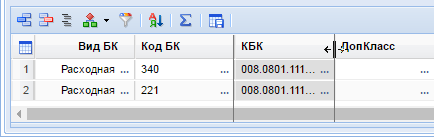 Вид БК Код БК КБК ДопКласс
1 Расходная ... 340 ... 008.0801.111... ... ...
2 Расходная ... 221 ... 008.0801.111... ... ...